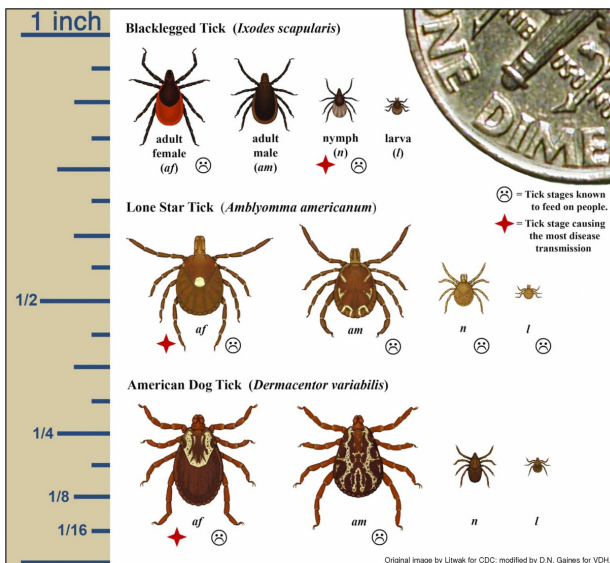 1 inch
Blacklegged Tick (Ixodes scapularis)
adult
female
(af)
adult
male
(am)
nymph
(n)
larva
(l)
ONE DIME
= Tick stages known
to feed on people.
= Tick stage causing
the most disease
transmission
Lone Star Tick (Amblyomma americanum)
1/2
af
am
n
l
American Dog Tick (Dermacentor variabilis)
1/4
1/8
1/16
af
am
n
l
Original image by Litwak for CDC; modified by D.N. Gaines for VDH.